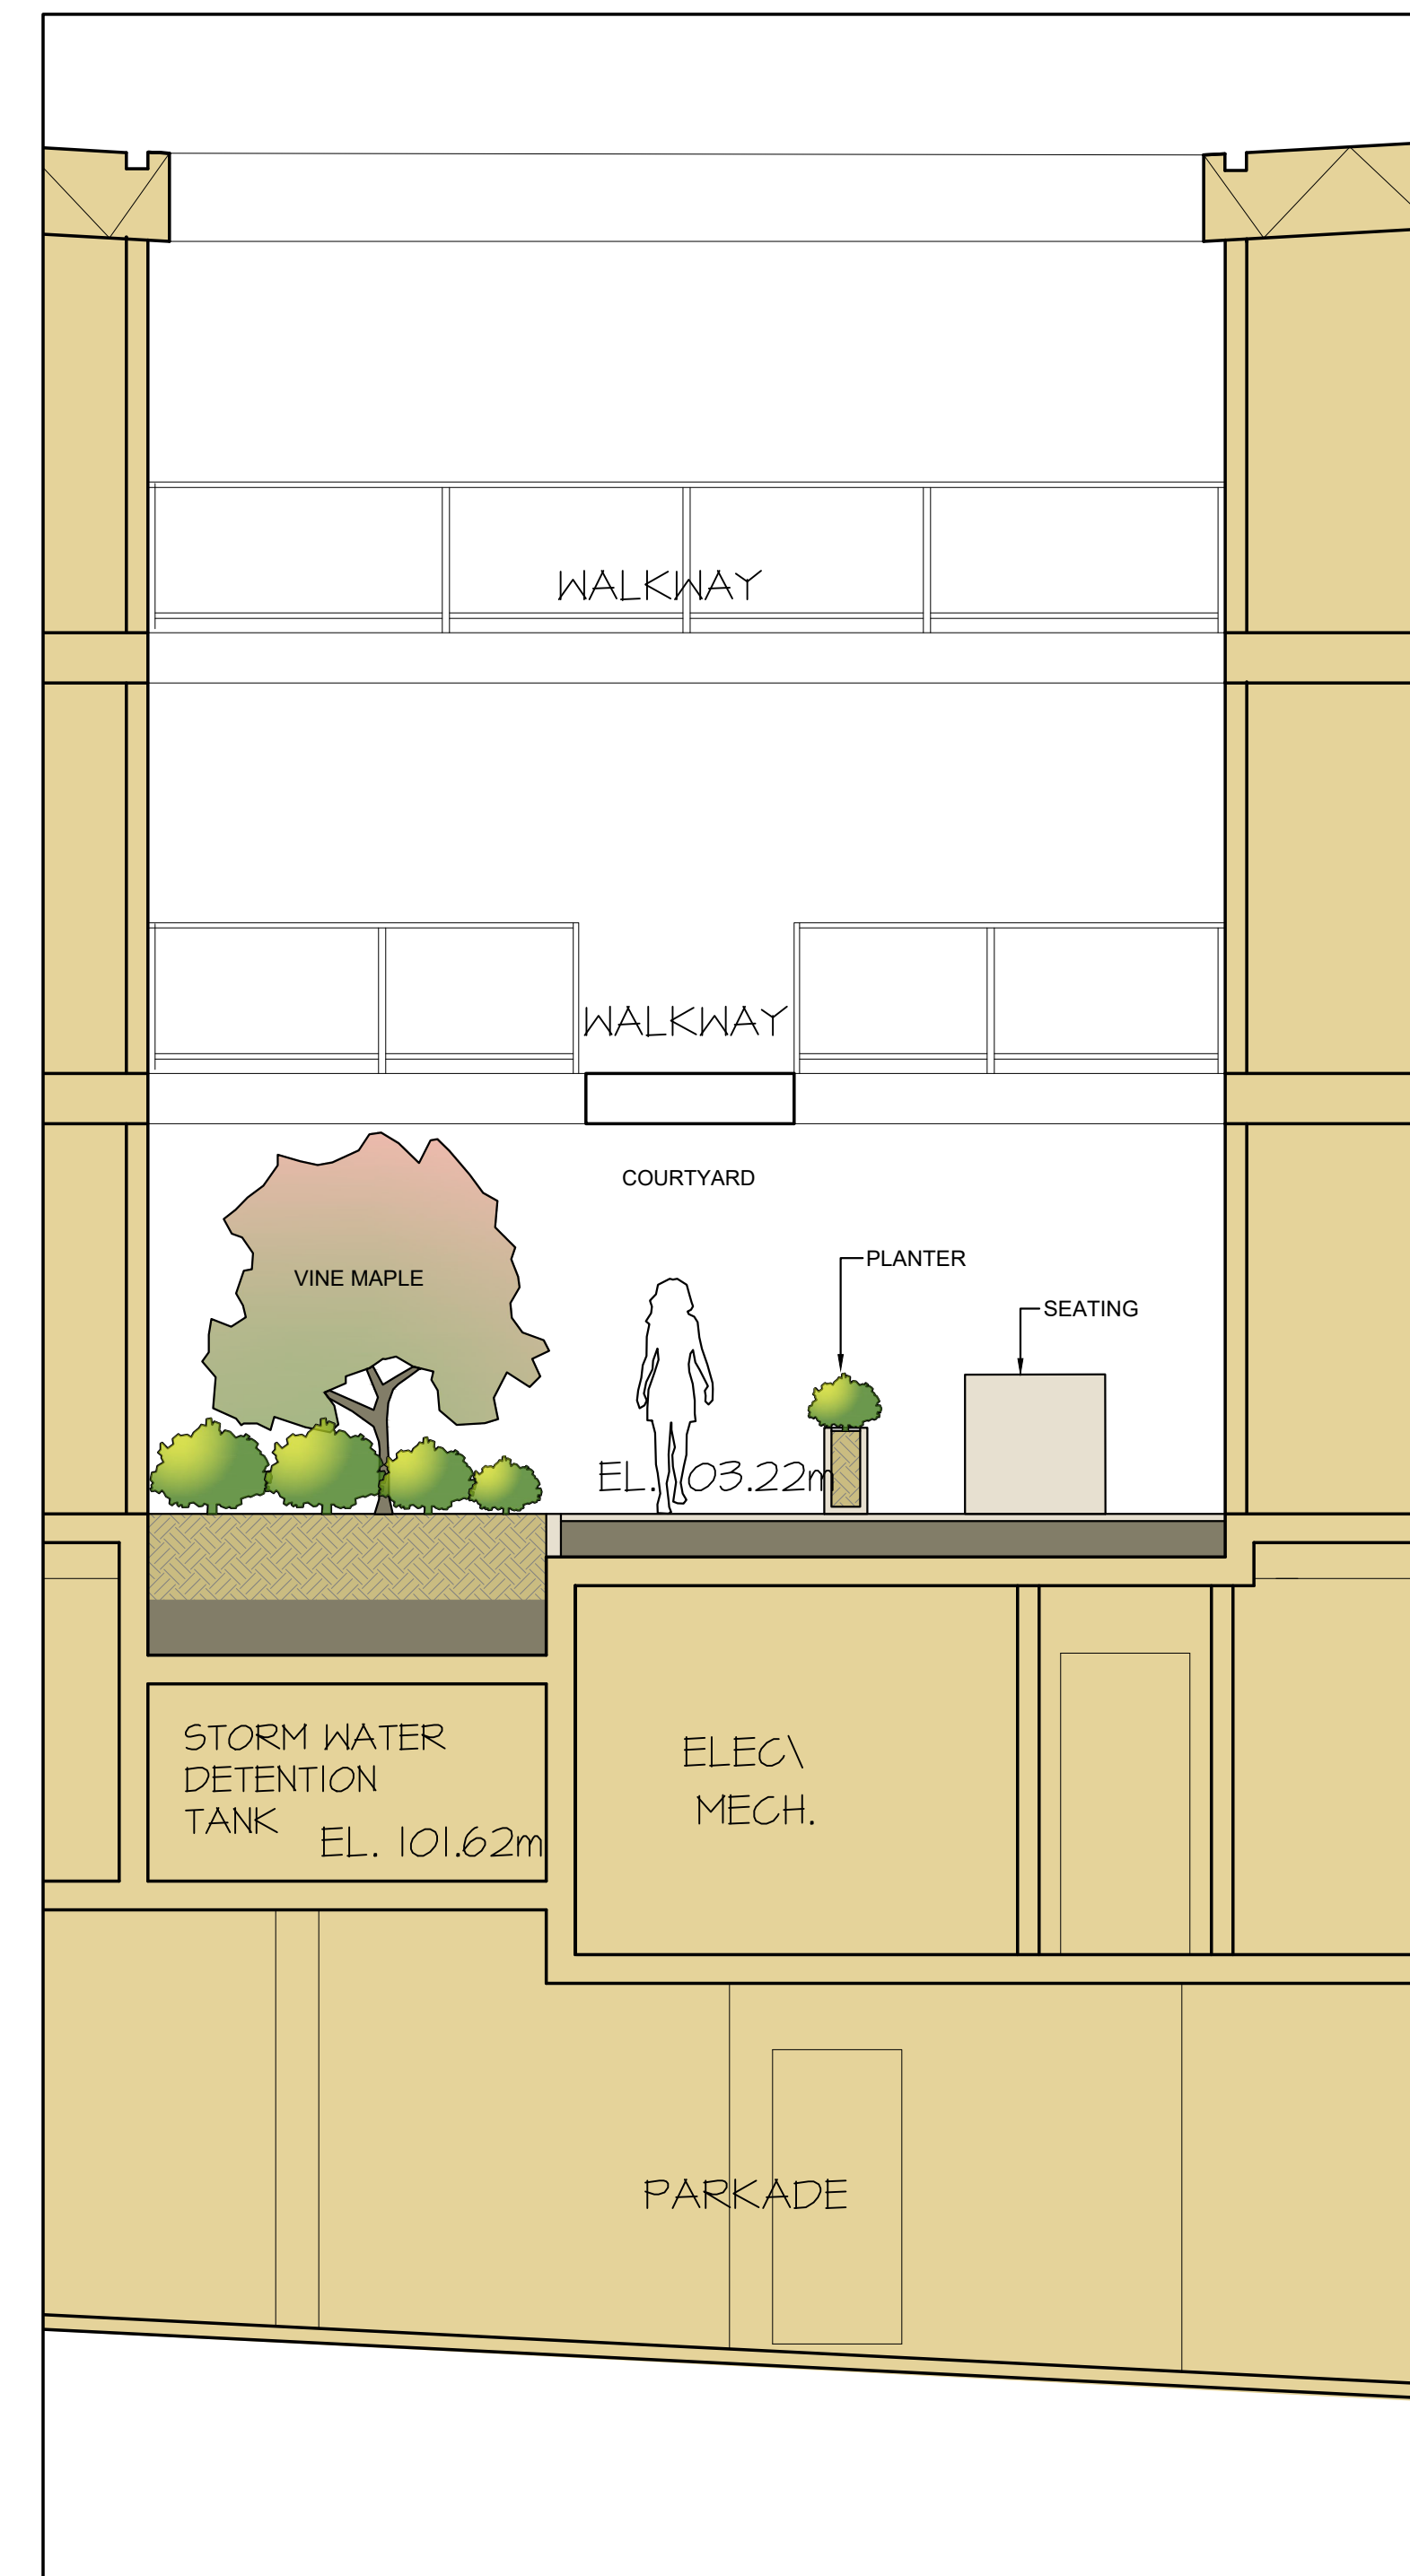 WALKWAY
WALKWAY
COURTYARD
PLANTER
VINE MAPLE
SEATING
EL. 103.22m
STORM WATER
DETENTION
TANK
EL. 101.62m
ELEC\
MECH.
PARKADE